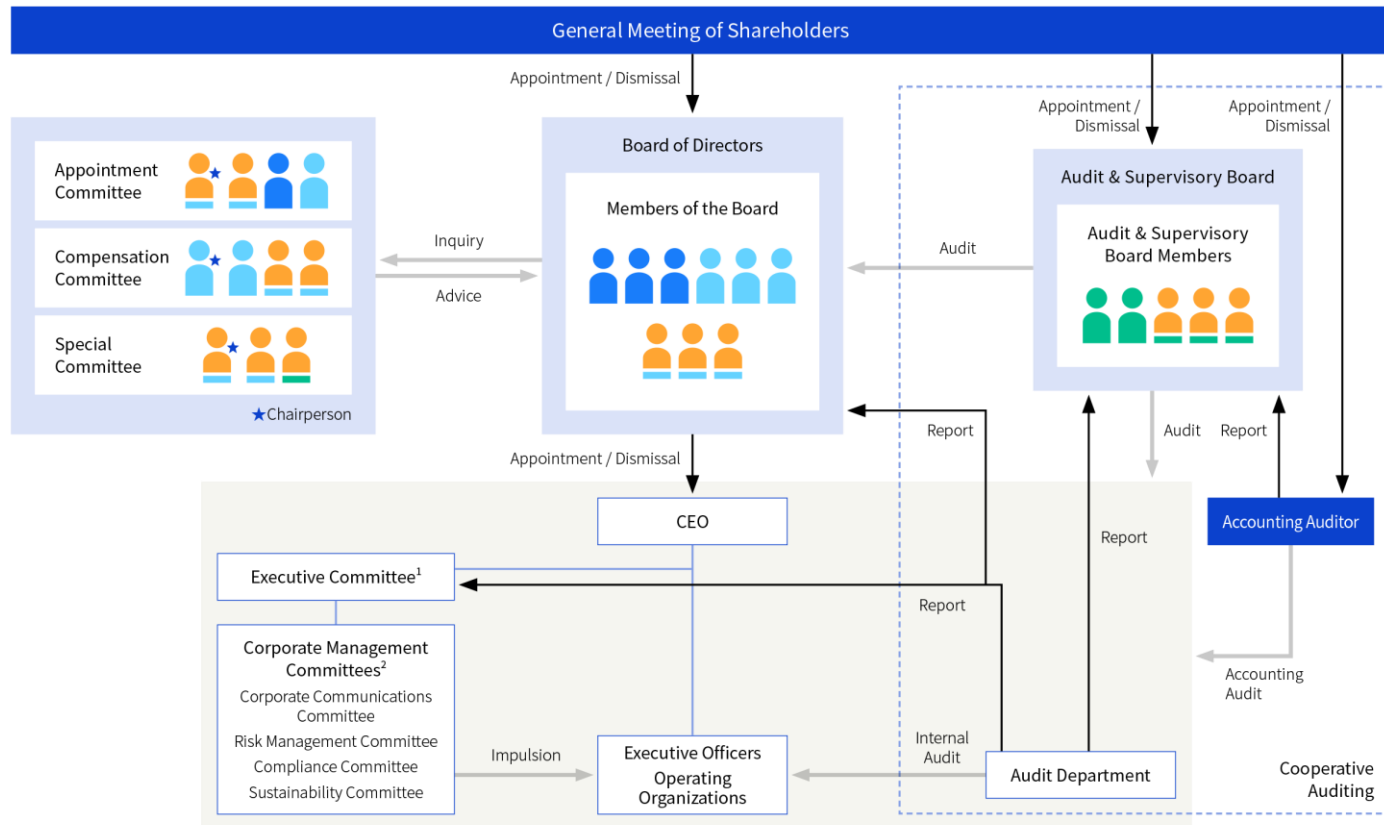 General Meeting of Shareholders
Appointment / Dismissal
Appointment /
Dismissal
Appointment /
Dismissal
Appointment
Committee
Compensation
Committee
Special
Committee
★Chairperson
Inquiry
Advice
Board of Directors
Members of the Board
Audit
Audit & Supervisory Board
Audit & Supervisory
Board Members
Appointment / Dismissal
Report
Audit
Report
CEO
Accounting Auditor
Executive Committee¹
Report
Report
Corporate Management
Committees²
Corporate Communications
Committee
Risk Management Committee
Compliance Committee
Sustainability Committee
Impulsion
Executive Officers
Operating
Organizations
Internal
Audit
Audit Department
Accounting
Audit
Cooperative
Auditing